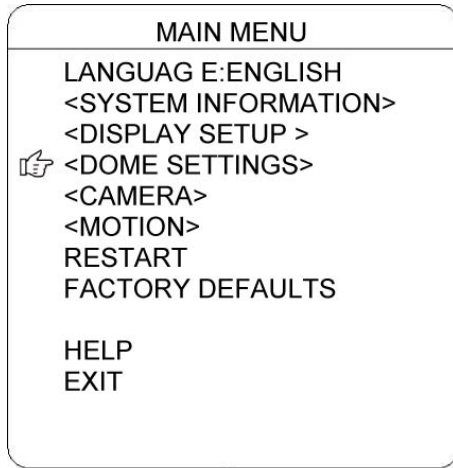 MAIN MENU
LANGUAG E:ENGLISH
<SYSTEM INFORMATION>
<DISPLAY SETUP >
<DOME SETTINGS>
<CAMERA>
<MOTION>
RESTART
FACTORY DEFAULTS
HELP
EXIT